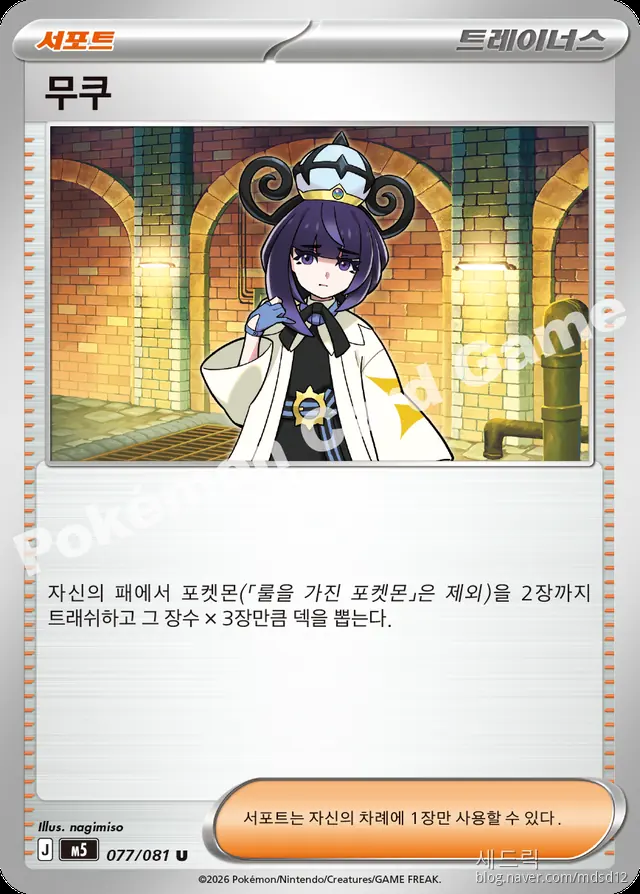 서포트
트레이너스
무쿠
Pokémon Card Game
자신의 패에서 포켓몬(「룰을 가진 포켓몬」은 제외)을 2장까지
트래쉬하고 그 장수 × 3장만큼 덱을 뽑는다.
서포트는 자신의 차례에 1장만 사용할 수 있다.
Illus. nagimiso
J M5 077/081 U
세드릭
blog.naver.com/mdsd12
©2026 Pokémon/Nintendo/Creatures/GAME FREAK.